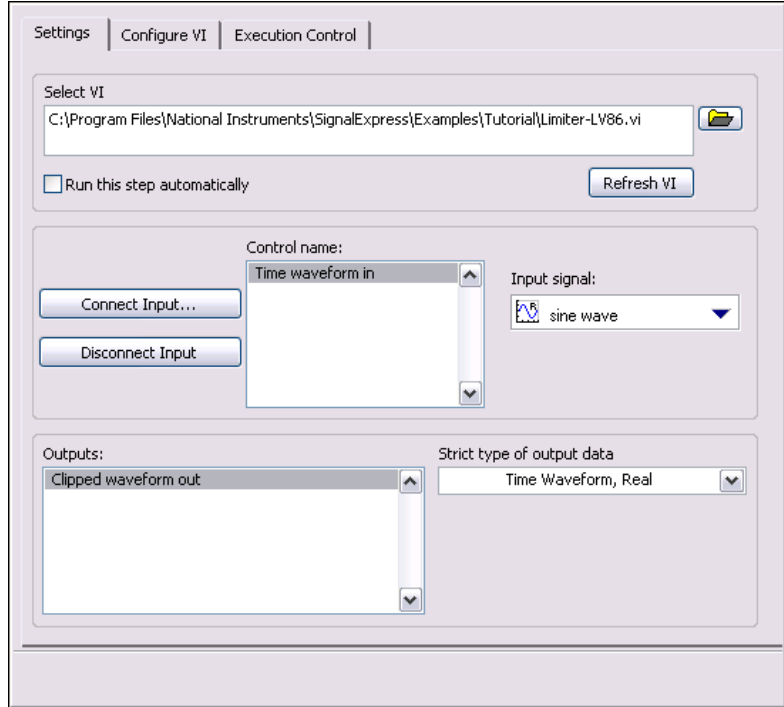 Settings
Configure VI
Execution Control
Select VI
C:\Program Files\National Instruments\SignalExpress\Examples\Tutorial\Limiter-LV86.vi
Run this step automatically
Refresh VI
Control name:
Time waveform in
Input signal:
Connect Input...
sine wave
Disconnect Input
Outputs:
Strict type of output data
Clipped waveform out
Time Waveform, Real